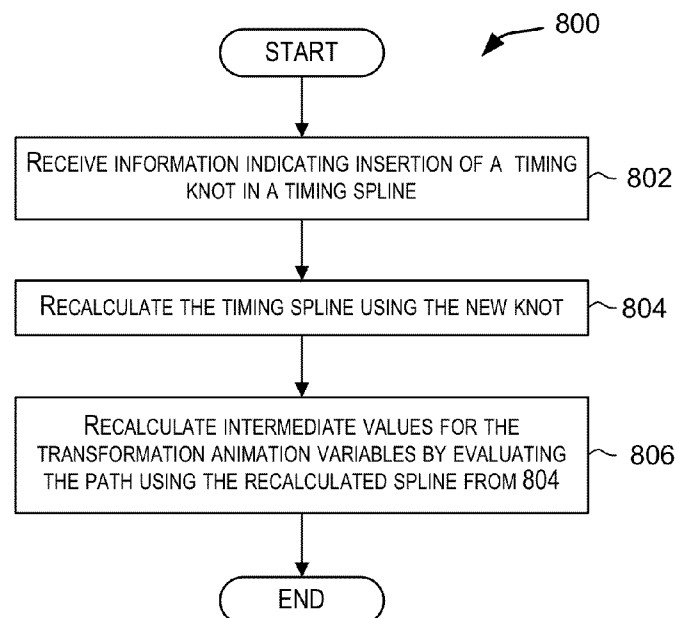 800
START
RECEIVE INFORMATION INDICATING INSERTION OF A TIMING
KNOT IN A TIMING SPLINE
802
RECALCULATE THE TIMING SPLINE USING THE NEW KNOT
804
RECALCULATE INTERMEDIATE VALUES FOR THE
TRANSFORMATION ANIMATION VARIABLES BY EVALUATING
THE PATH USING THE RECALCULATED SPLINE FROM 804
806
END